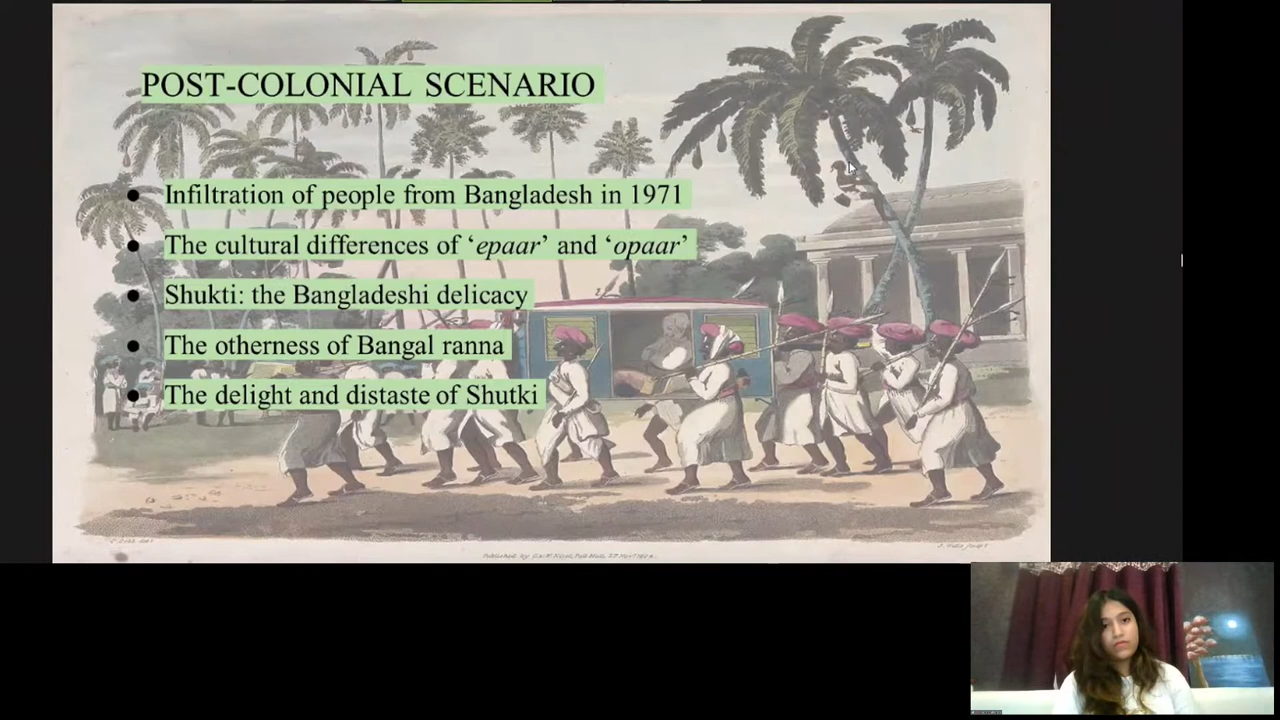 POST-COLONIAL SCENARIO
● Infiltration of people from Bangladesh in 1971
● The cultural differences of ‘epaar’ and ‘opaar’
● Shukti: the Bangladeshi delicacy
● The otherness of Bangal ranna
● The delight and distaste of Shutki